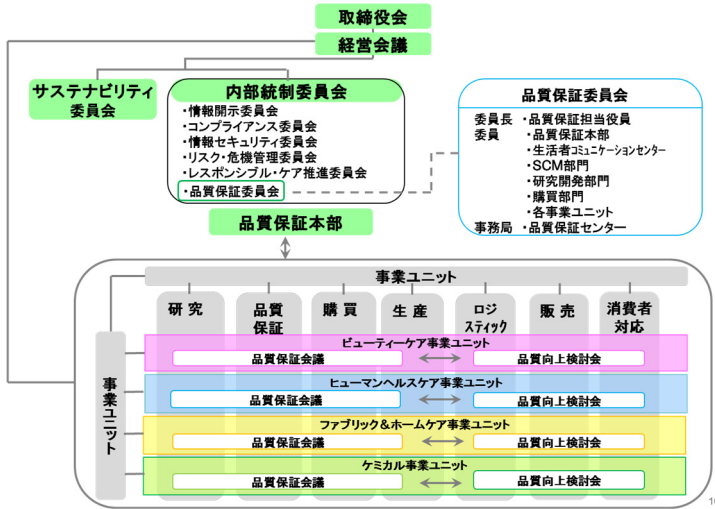 取締役会
経営会議
サステナビリティ
委員会
内部統制委員会
・情報開示委員会
・コンプライアンス委員会
・情報セキュリティ委員会
・リスク・危機管理委員会
・レスポンシブル・ケア推進委員会
・品質保証委員会
品質保証委員会
委員長 ・品質保証担当役員
委員 ・品質保証本部
・生活者コミュニケーションセンター
・SCM部門
・研究開発部門
・購買部門
・各事業ユニット
事務局 ・品質保証センター
品質保証本部
事業ユニット
研究
品質
保証
購買
生産
ロジ
スティック
販売
消費者
対応
事業ユニット
ビューティーケア事業ユニット
品質保証会議 品質向上検討会
ヒューマンヘルスケア事業ユニット
品質保証会議 品質向上検討会
ファブリック&ホームケア事業ユニット
品質保証会議 品質向上検討会
ケミカル事業ユニット
品質保証会議 品質向上検討会